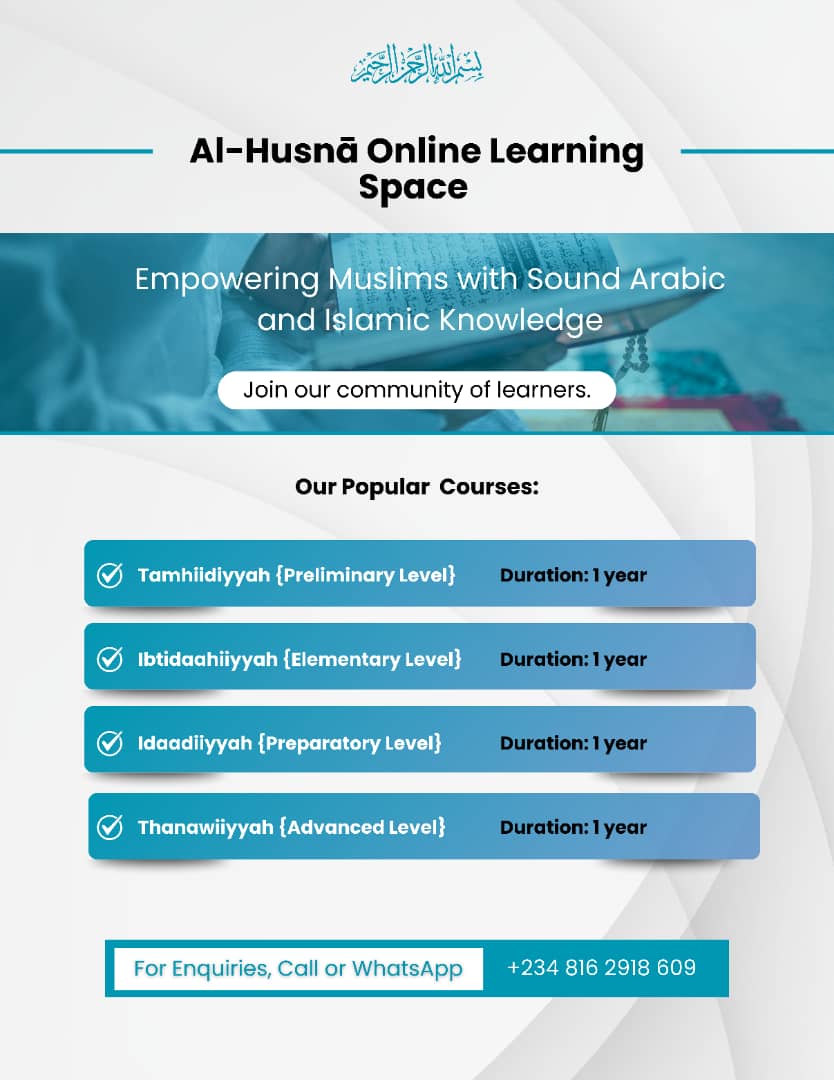 بسم الله الرحمن الرحيم
Al-Husnā Online Learning
Space
Empowering Muslims with Sound Arabic
and Islamic Knowledge
Join our community of learners.
Our Popular Courses:
Tamhiidiyyah {Preliminary Level} Duration: 1 year
Ibtidaahiiyyah {Elementary Level} Duration: 1 year
Idaadiiyyah {Preparatory Level} Duration: 1 year
Thanawiiyyah {Advanced Level} Duration: 1 year
For Enquiries, Call or WhatsApp +234 816 2918 609